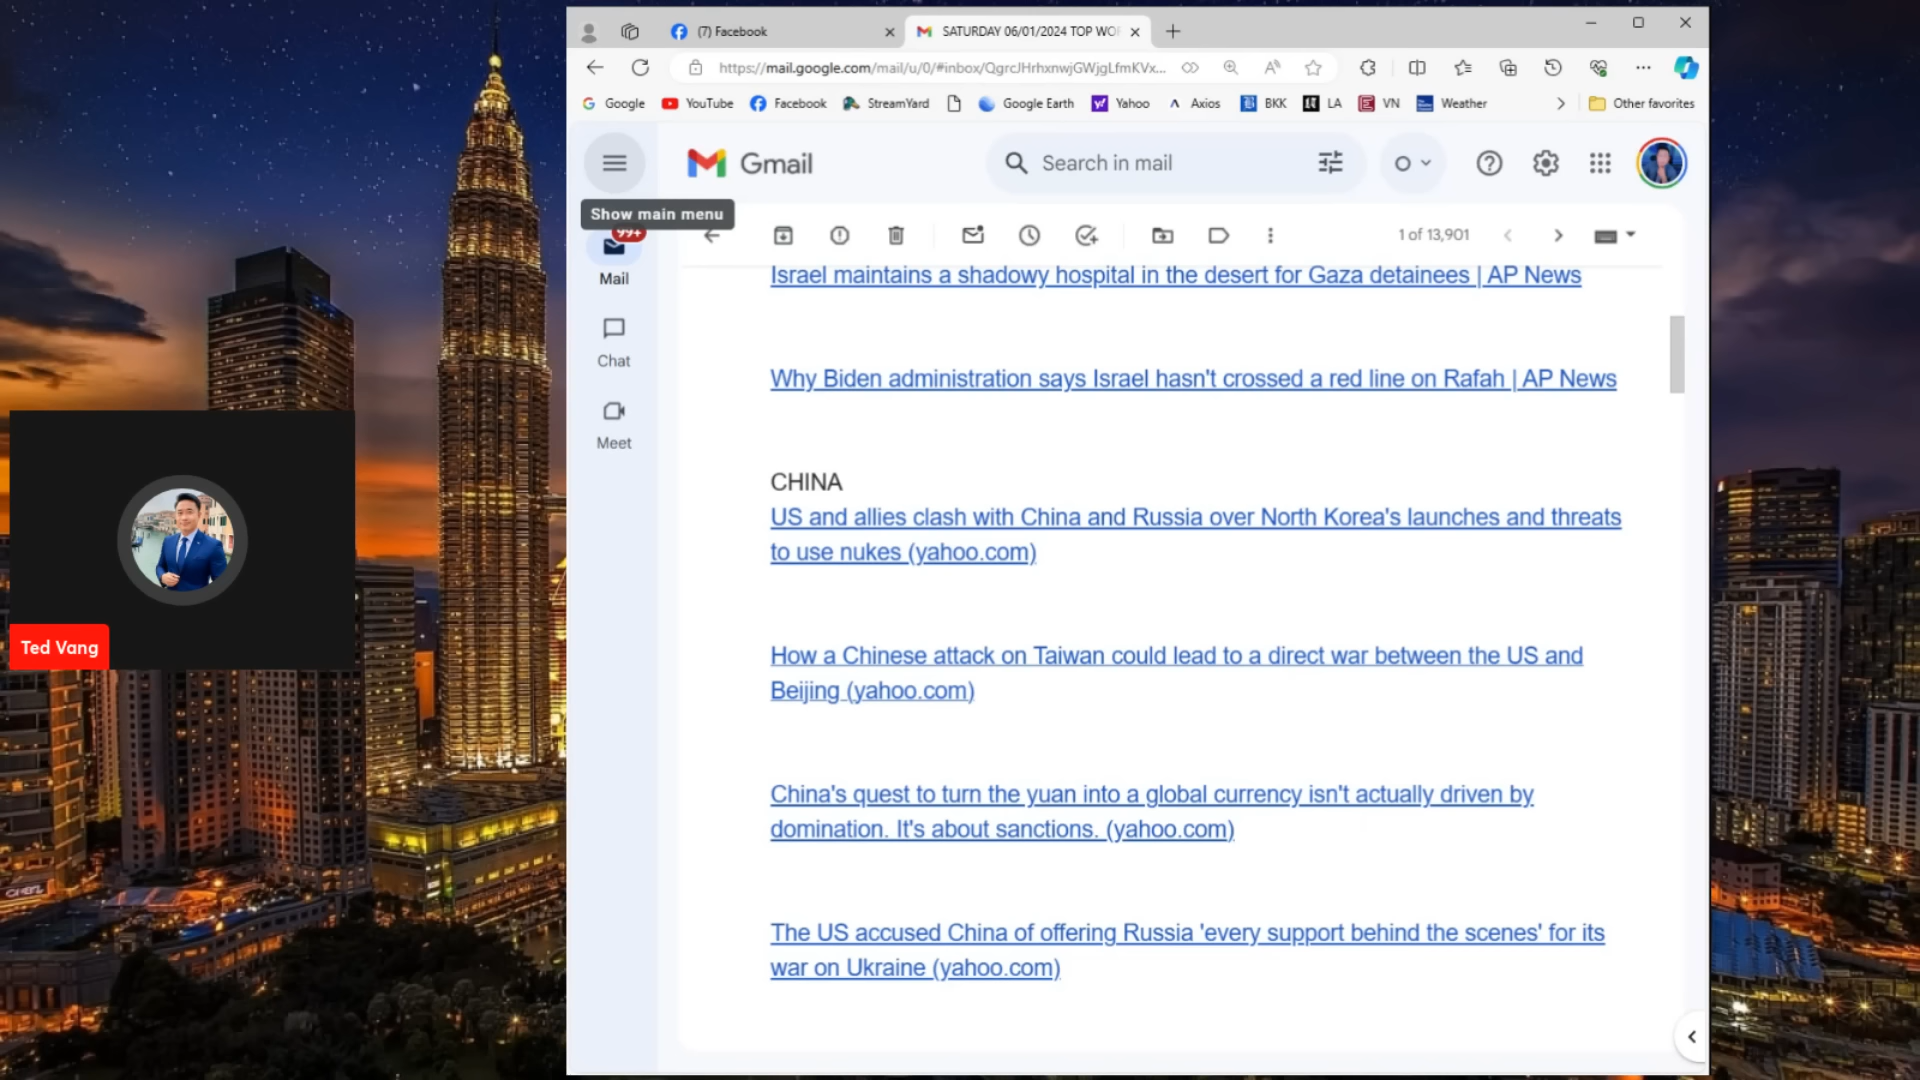 (7) Facebook
SATURDAY 06/01/2024 TOP WO
https://mail.google.com/mail/u/0/#inbox/QgrcJHrhxnwjGWjgLfmKVx...
Google YouTube Facebook StreamYard Google Earth Yahoo Axios BKK LA VN Weather Other favorites
Gmail
Search in mail
Show main menu
99+
1 of 13,901
Mail
Chat
Meet
Israel maintains a shadowy hospital in the desert for Gaza detainees | AP News
Why Biden administration says Israel hasn't crossed a red line on Rafah | AP News
CHINA
US and allies clash with China and Russia over North Korea's launches and threats
to use nukes (yahoo.com)
How a Chinese attack on Taiwan could lead to a direct war between the US and
Beijing (yahoo.com)
China's quest to turn the yuan into a global currency isn't actually driven by
domination. It's about sanctions. (yahoo.com)
The US accused China of offering Russia 'every support behind the scenes' for its
war on Ukraine (yahoo.com)
Ted Vang